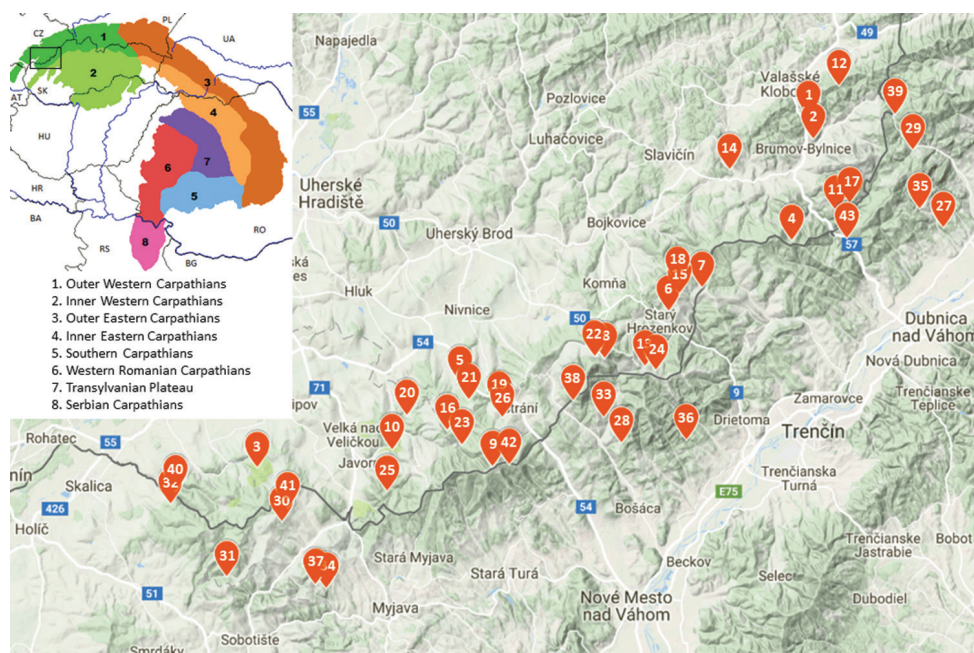 CZ
PL
UA
1
2
SK
AT
3
4
HU
7
6
HR
5
BA
RO
8
RS
BG
1. Outer Western Carpathians
2. Inner Western Carpathians
3. Outer Eastern Carpathians
4. Inner Eastern Carpathians
5. Southern Carpathians
6. Western Romanian Carpathians
7. Transylvanian Plateau
8. Serbian Carpathians
Napajedla
49
12
Valašské
1
39
55
Pozlovice
2
29
Luhačovice
14
Slavičín
Brumov-Bylnice
Uherské
Hradiště
11
17
35
27
50
Bojkovice
4
43
57
Uherský Brod
18
15
7
Komňa
6
Hluk
Nivnice
Starý
Hrozenkov
Dubnica
nad Váhom
50
22
54
24
Nová Dubnica
5
21
38
9
Trenčianske
Teplice
71
20
19
26
33
Zamarovce
16
28
36
Drietoma
Trenčín
Velká nad
Veličkou
10
23
9
42
Rohatec
55
3
25
Trenčianska
Turná
40
32
Skalica
41
30
E75
426
54
Bošáca
Holíč
31
37
Stará Myjava
Trenčianske
Jastrabie
Bobot
Beckov
Stará Turá
51
Myjava
Nové Mesto
nad Váhom
Dubodiel
Sobotište
Smrdáky